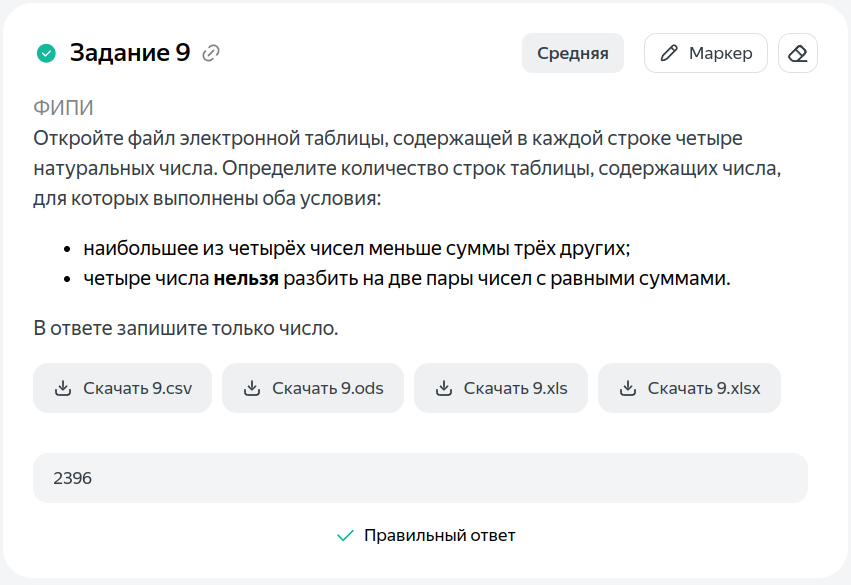 Задание 9
Средняя
Маркер
ФИПИ
Откройте файл электронной таблицы, содержащей в каждой строке четыре
натуральных числа. Определите количество строк таблицы, содержащих числа,
для которых выполнены оба условия:
• наибольшее из четырёх чисел меньше суммы трёх других;
• четыре числа нельзя разбить на две пары чисел с равными суммами.
В ответе запишите только число.
Скачать 9.csv
Скачать 9.ods
Скачать 9.xls
Скачать 9.xlsx
2396
Правильный ответ